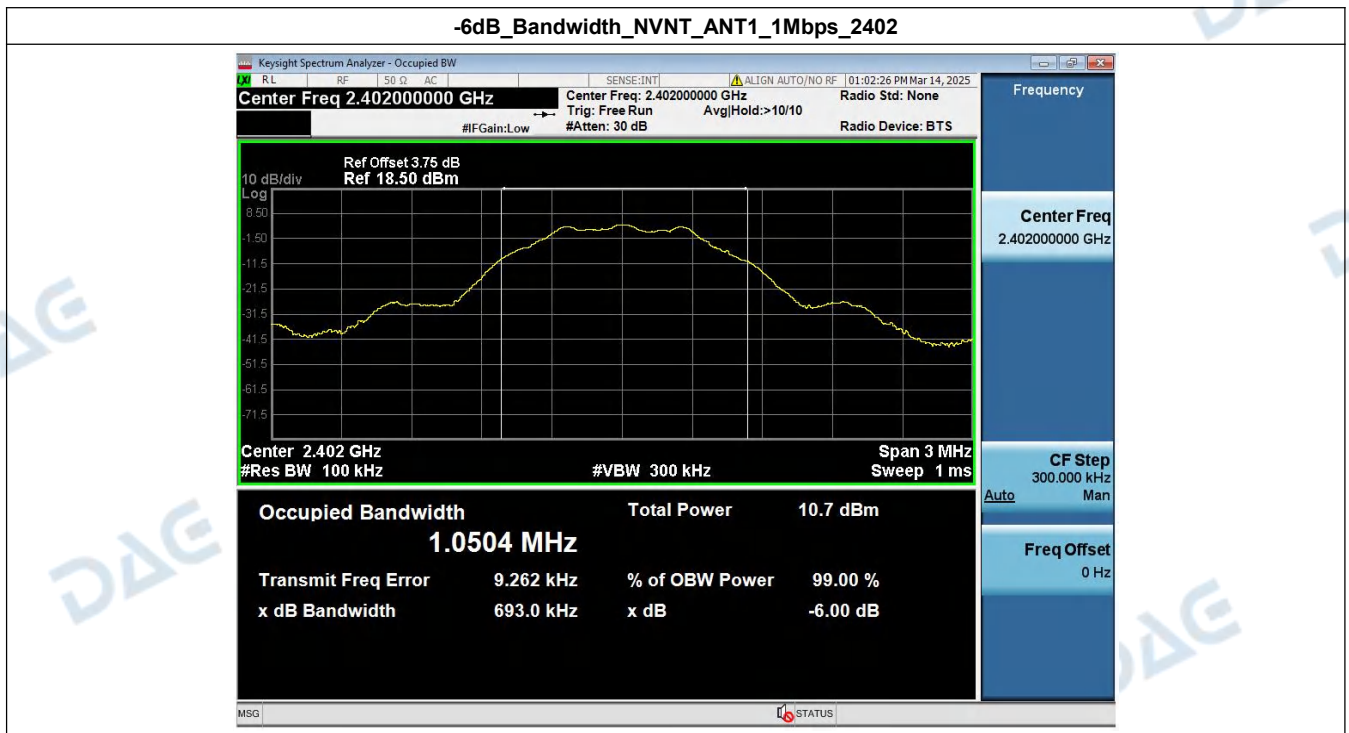 -6dB_Bandwidth_NVNT_ANT1_1Mbps_2402
Keysight Spectrum Analyzer - Occupied BW
LXI RL RF 50 Ω AC SENSE:INT ALIGN AUTO/NO RF 01:02:26 PM Mar 14, 2025
Center Freq 2.402000000 GHz
Center Freq: 2.402000000 GHz Radio Std: None
Trig: Free Run Avg|Hold:>10/10
#IFGain:Low #Atten: 30 dB Radio Device: BTS
Ref Offset 3.75 dB
10 dB/div Ref 18.50 dBm
Log
8.50
-1.50
-11.5
-21.5
-31.5
-41.5
-51.5
-61.5
-71.5
Center 2.402 GHz Span 3 MHz
#Res BW 100 kHz #VBW 300 kHz Sweep 1 ms
Occupied Bandwidth Total Power 10.7 dBm
1.0504 MHz
Transmit Freq Error 9.262 kHz % of OBW Power 99.00 %
x dB Bandwidth 693.0 kHz x dB -6.00 dB
MSG STATUS
Frequency
Center Freq
2.402000000 GHz
CF Step
300.000 kHz
Auto Man
Freq Offset
0 Hz
DAG
DAG
DAG
DAG
D